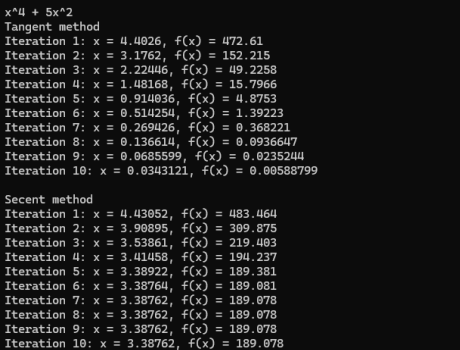 x^4 + 5x^2
Tangent method
Iteration 1: x = 4.4026, f(x) = 472.61
Iteration 2: x = 3.1762, f(x) = 152.215
Iteration 3: x = 2.22446, f(x) = 49.2258
Iteration 4: x = 1.48168, f(x) = 15.7966
Iteration 5: x = 0.914036, f(x) = 4.8753
Iteration 6: x = 0.514254, f(x) = 1.39223
Iteration 7: x = 0.269426, f(x) = 0.368221
Iteration 8: x = 0.136614, f(x) = 0.0936647
Iteration 9: x = 0.0685599, f(x) = 0.0235244
Iteration 10: x = 0.0343121, f(x) = 0.00588799
Secent method
Iteration 1: x = 4.43052, f(x) = 483.464
Iteration 2: x = 3.90895, f(x) = 309.875
Iteration 3: x = 3.53861, f(x) = 219.403
Iteration 4: x = 3.41458, f(x) = 194.237
Iteration 5: x = 3.38922, f(x) = 189.381
Iteration 6: x = 3.38764, f(x) = 189.081
Iteration 7: x = 3.38762, f(x) = 189.078
Iteration 8: x = 3.38762, f(x) = 189.078
Iteration 9: x = 3.38762, f(x) = 189.078
Iteration 10: x = 3.38762, f(x) = 189.078